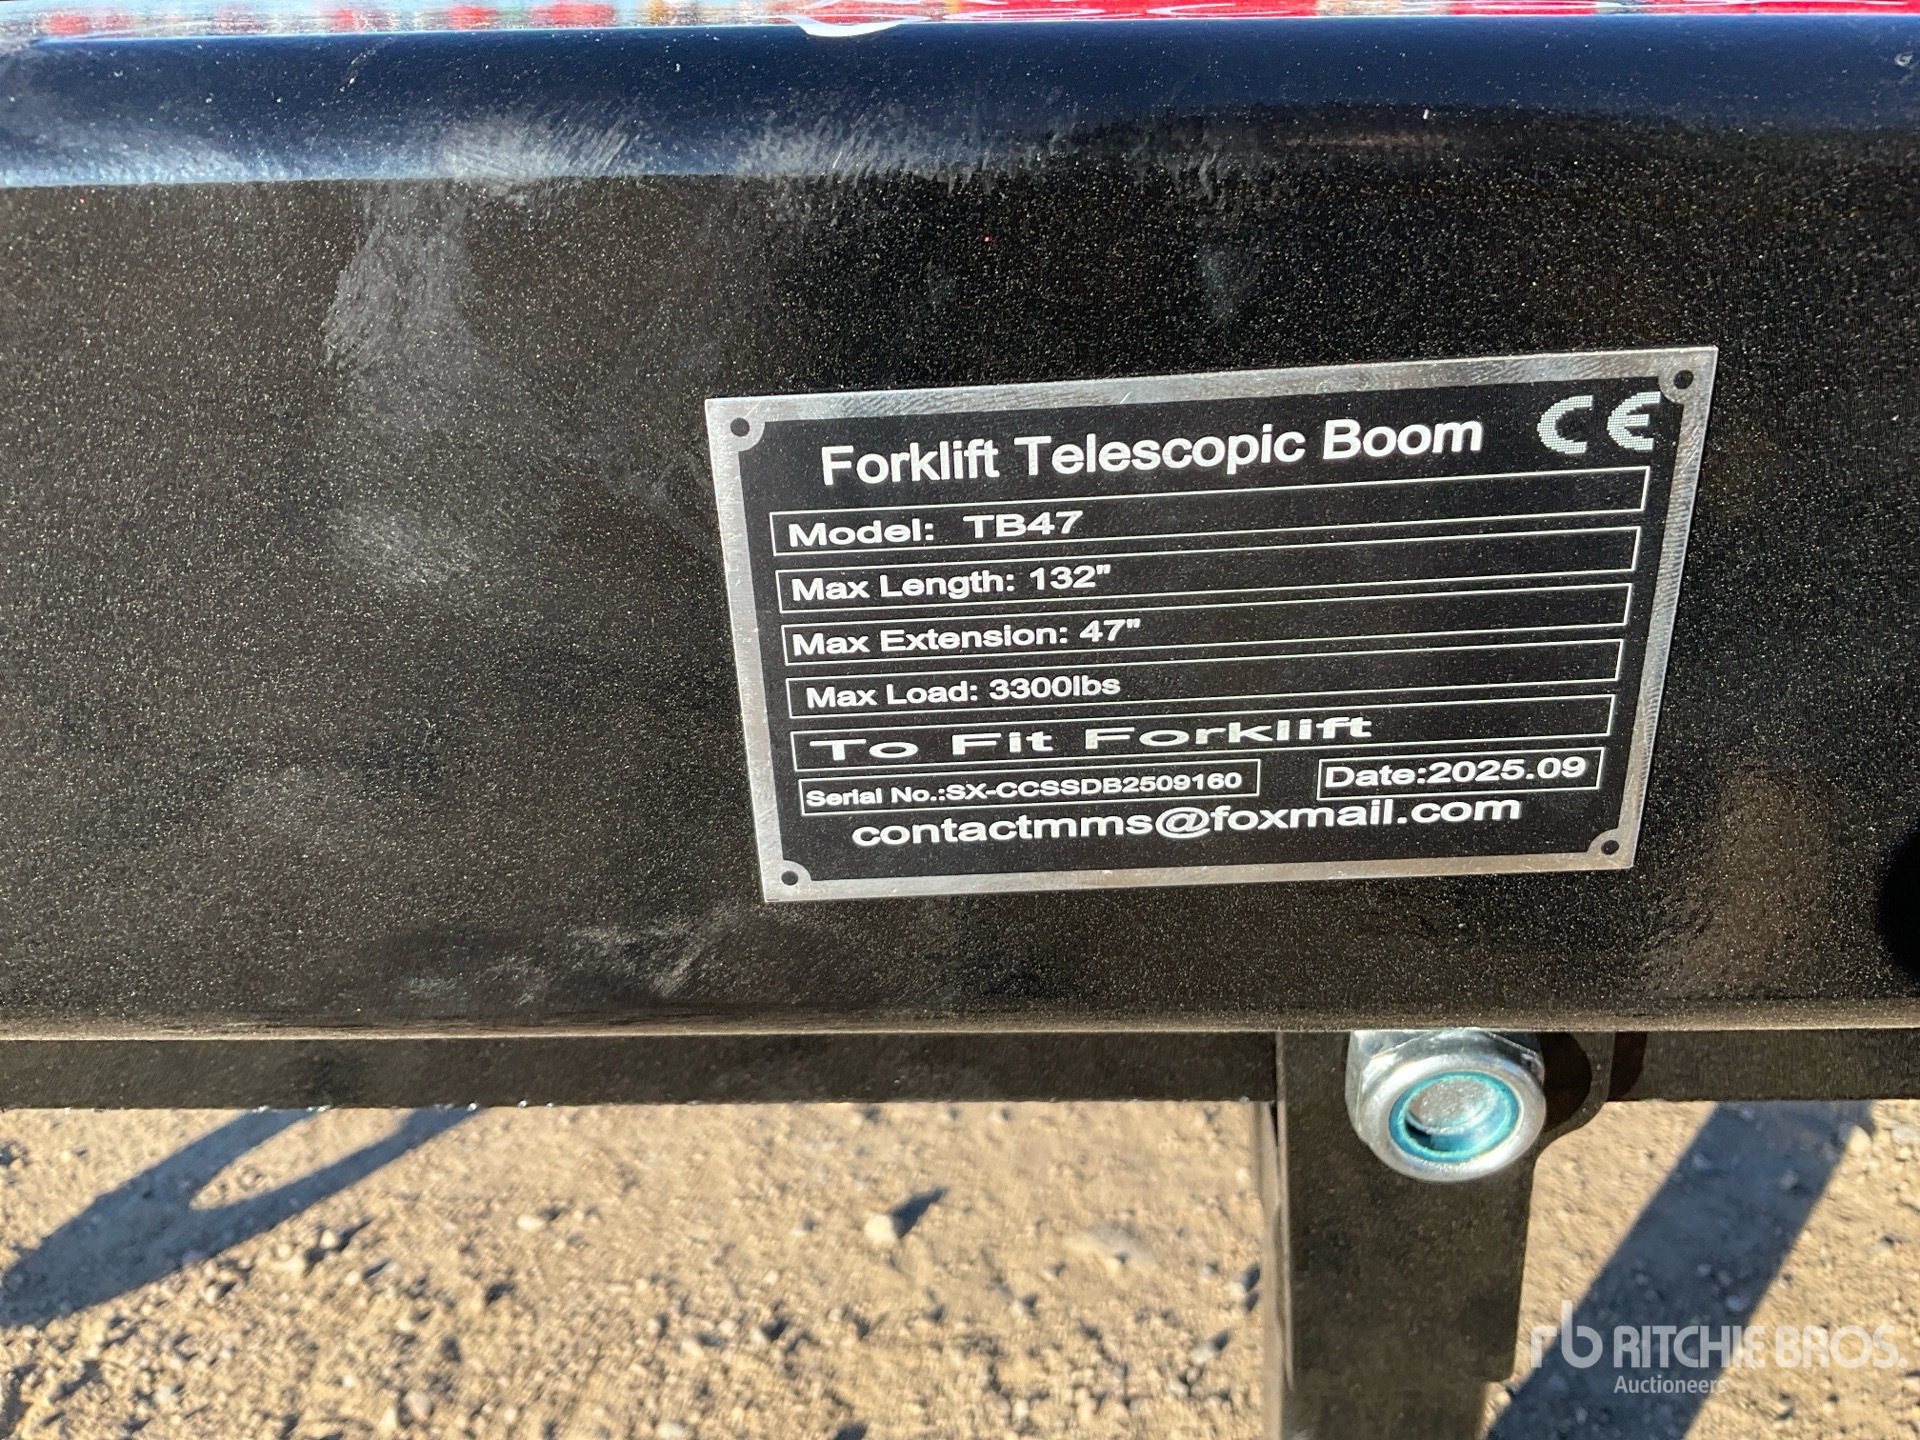 Forklift Telescopic Boom CE
Model: TB47
Max Length: 132"
Max Extension: 47"
Max Load: 3300lbs
To Fit Forklift
Serial No.:SX-CCSSDB2509160 Date:2025.09
contactmms@foxmail.com
rb RITCHIE BROS.
Auctioneers